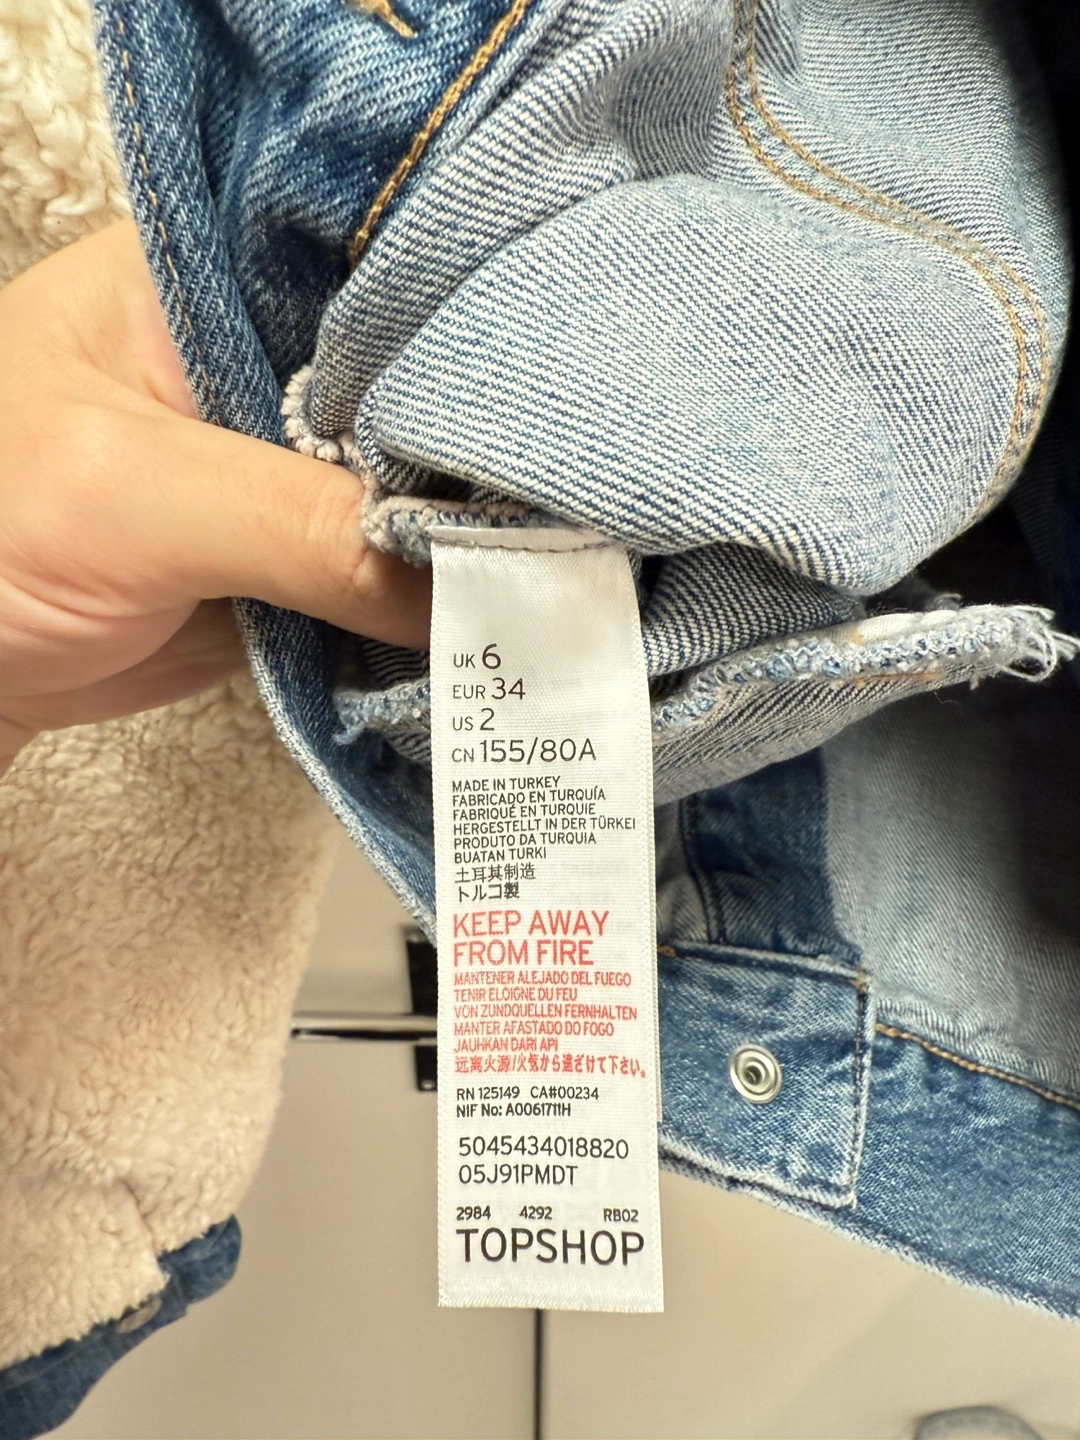 UK 6
EUR 34
US 2
CN 155/80A
MADE IN TURKEY
FABRICADO EN TURQUÍA
FABRIQUÉ EN TURQUIE
HERGESTELLT IN DER TÜRKEI
PRODUTO DA TURQUIA
BUATAN TURKI
土耳其制造
トルコ製
KEEP AWAY
FROM FIRE
MANTENER ALEJADO DEL FUEGO
TENIR ELOIGNE DU FEU
VON ZUNDQUELLEN FERNHALTEN
MANTER AFASTADO DO FOGO
JAUHKAN DARI API
远离火源/火気から遠ざけて下さい。
RN 125149 CA#00234
NIF No: A0061711H
5045434018820
05J91PMDT
2984 4292 RB02
TOPSHOP